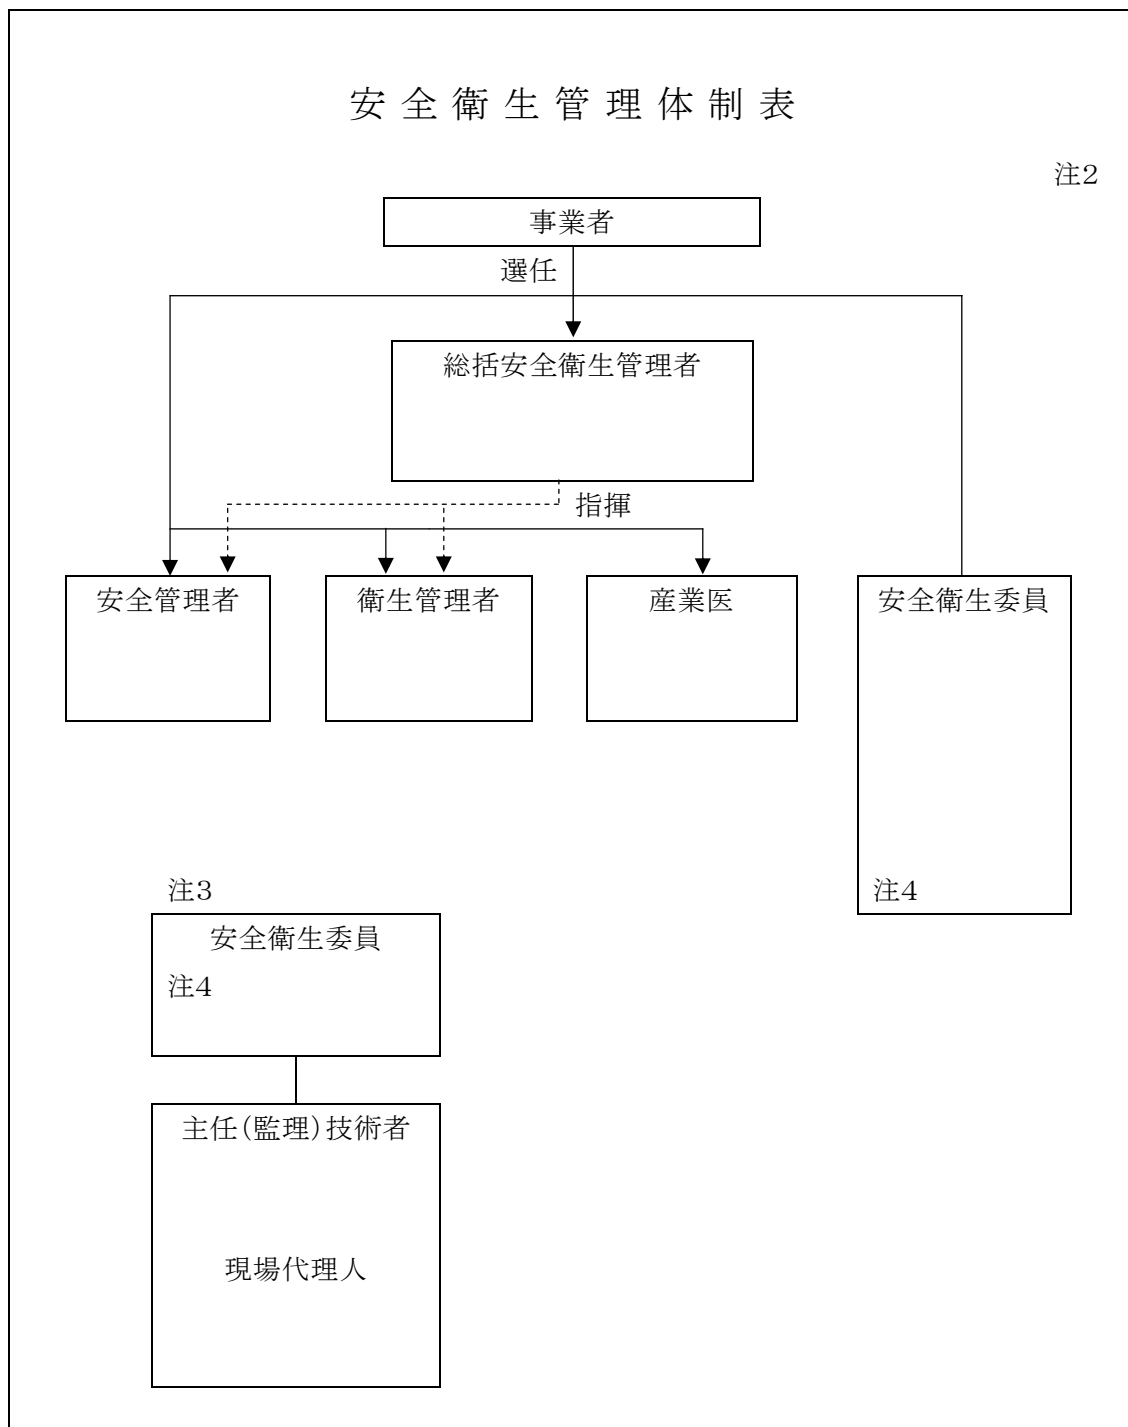 安全衛生管理体制表
注2
事業者
選任
総括安全衛生管理者
指揮
安全管理者
衛生管理者
産業医
安全衛生委員
注4
注3
安全衛生委員
注4
主任(監理)技術者
現場代理人